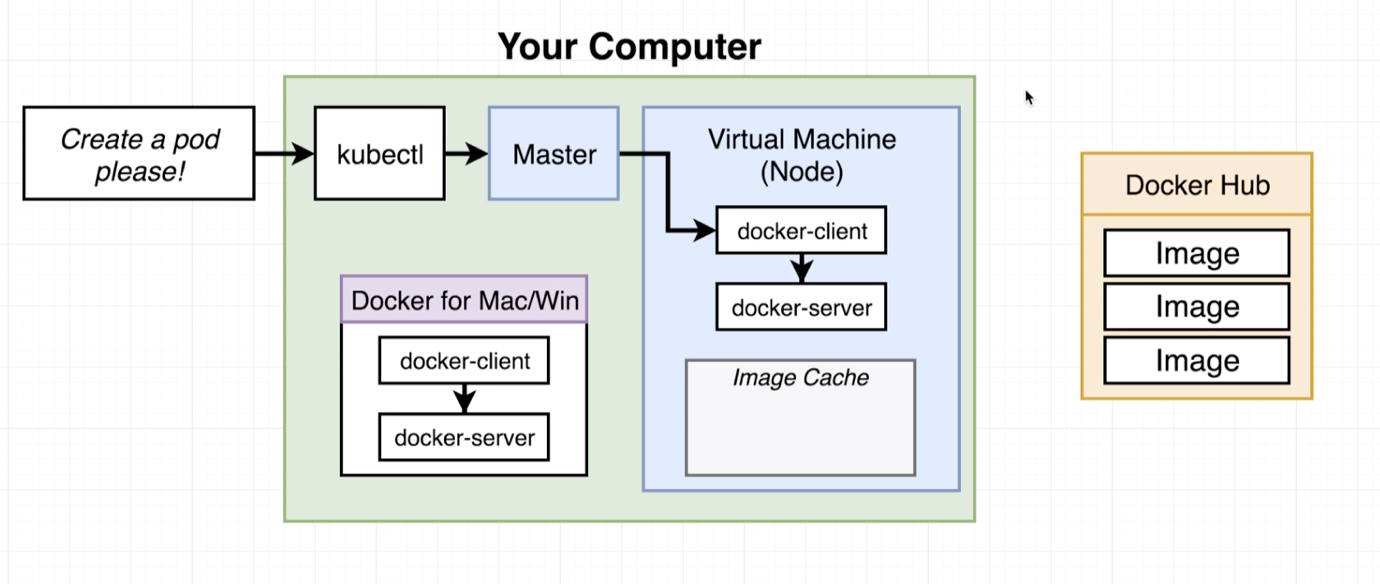 Your Computer
Create a pod
please!
kubectl
Master
Virtual Machine
(Node)
docker-client
docker-server
Image Cache
Docker for Mac/Win
docker-client
docker-server
Docker Hub
Image
Image
Image